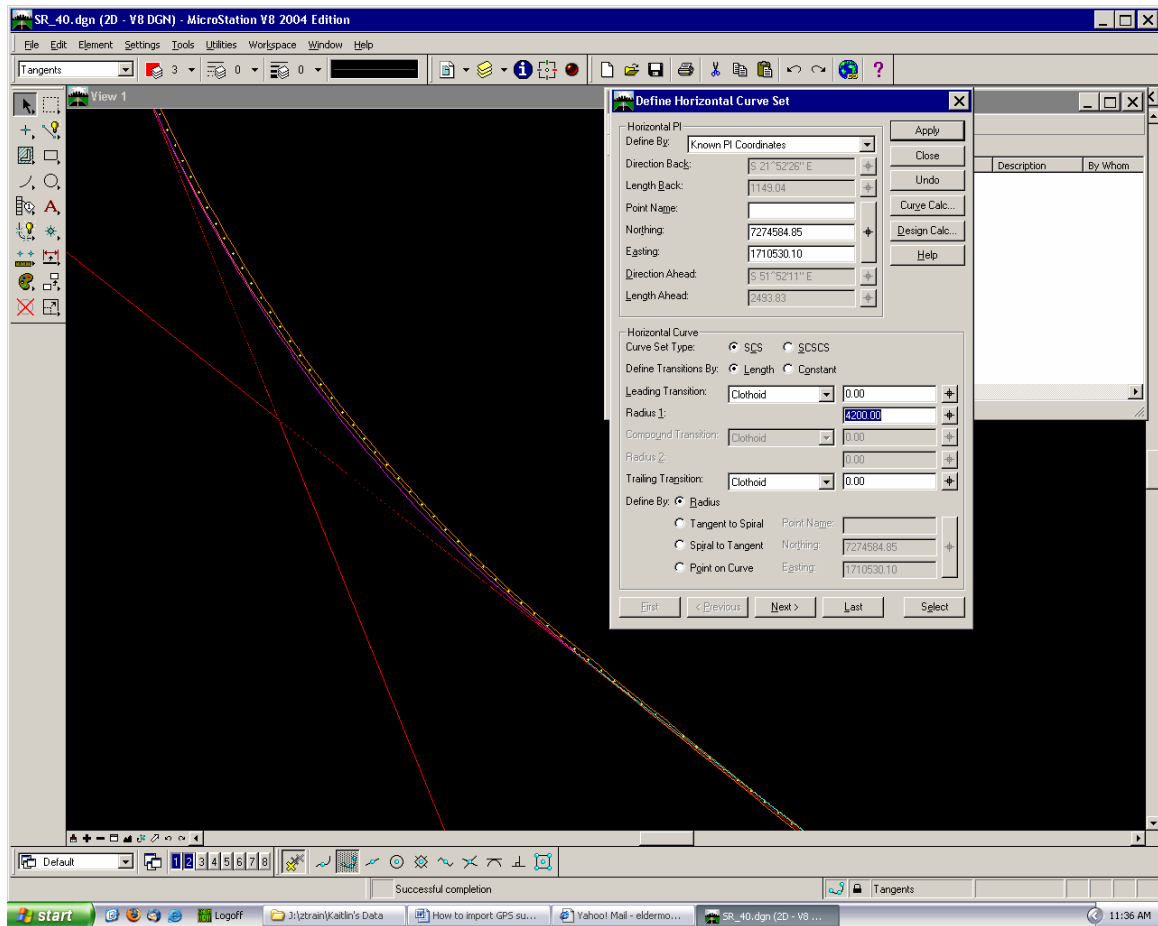 SR_40.dgn (2D - V8 DGN) - MicroStation V8 2004 Edition
File Edit Element Settings Tools Utilities Workspace Window Help
Tangents 3 0 0
View 1
Define Horizontal Curve Set
Horizontal PI
Define By: Known PI Coordinates
Direction Back: S 21^52'26" E
Length Back: 1149.04
Point Name:
Northing: 7274584.85
Easting: 1710530.10
Direction Ahead: S 51^52'11" E
Length Ahead: 2493.83
Apply
Close
Undo
Curve Calc...
Design Calc...
Help
Description By Whom
Horizontal Curve
Curve Set Type: SCS SCSCS
Define Transitions By: Length Constant
Leading Transition: Clothoid 0.00
Radius 1: 4200.00
Compound Transition: Clothoid 0.00
Radius 2: 0.00
Trailing Transition: Clothoid 0.00
Define By: Radius
Tangent to Spiral Point Name:
Spiral to Tangent Northing: 7274584.85
Point on Curve Easting: 1710530.10
First < Previous Next > Last Select
Default 1 2 3 4 5 6 7 8
Successful completion Tangents
start Logoff J:\ztrain\Kaitlin's Data How to import GPS su... Yahoo! Mail - eldermo... SR_40.dgn (2D - V8 ... 11:36 AM